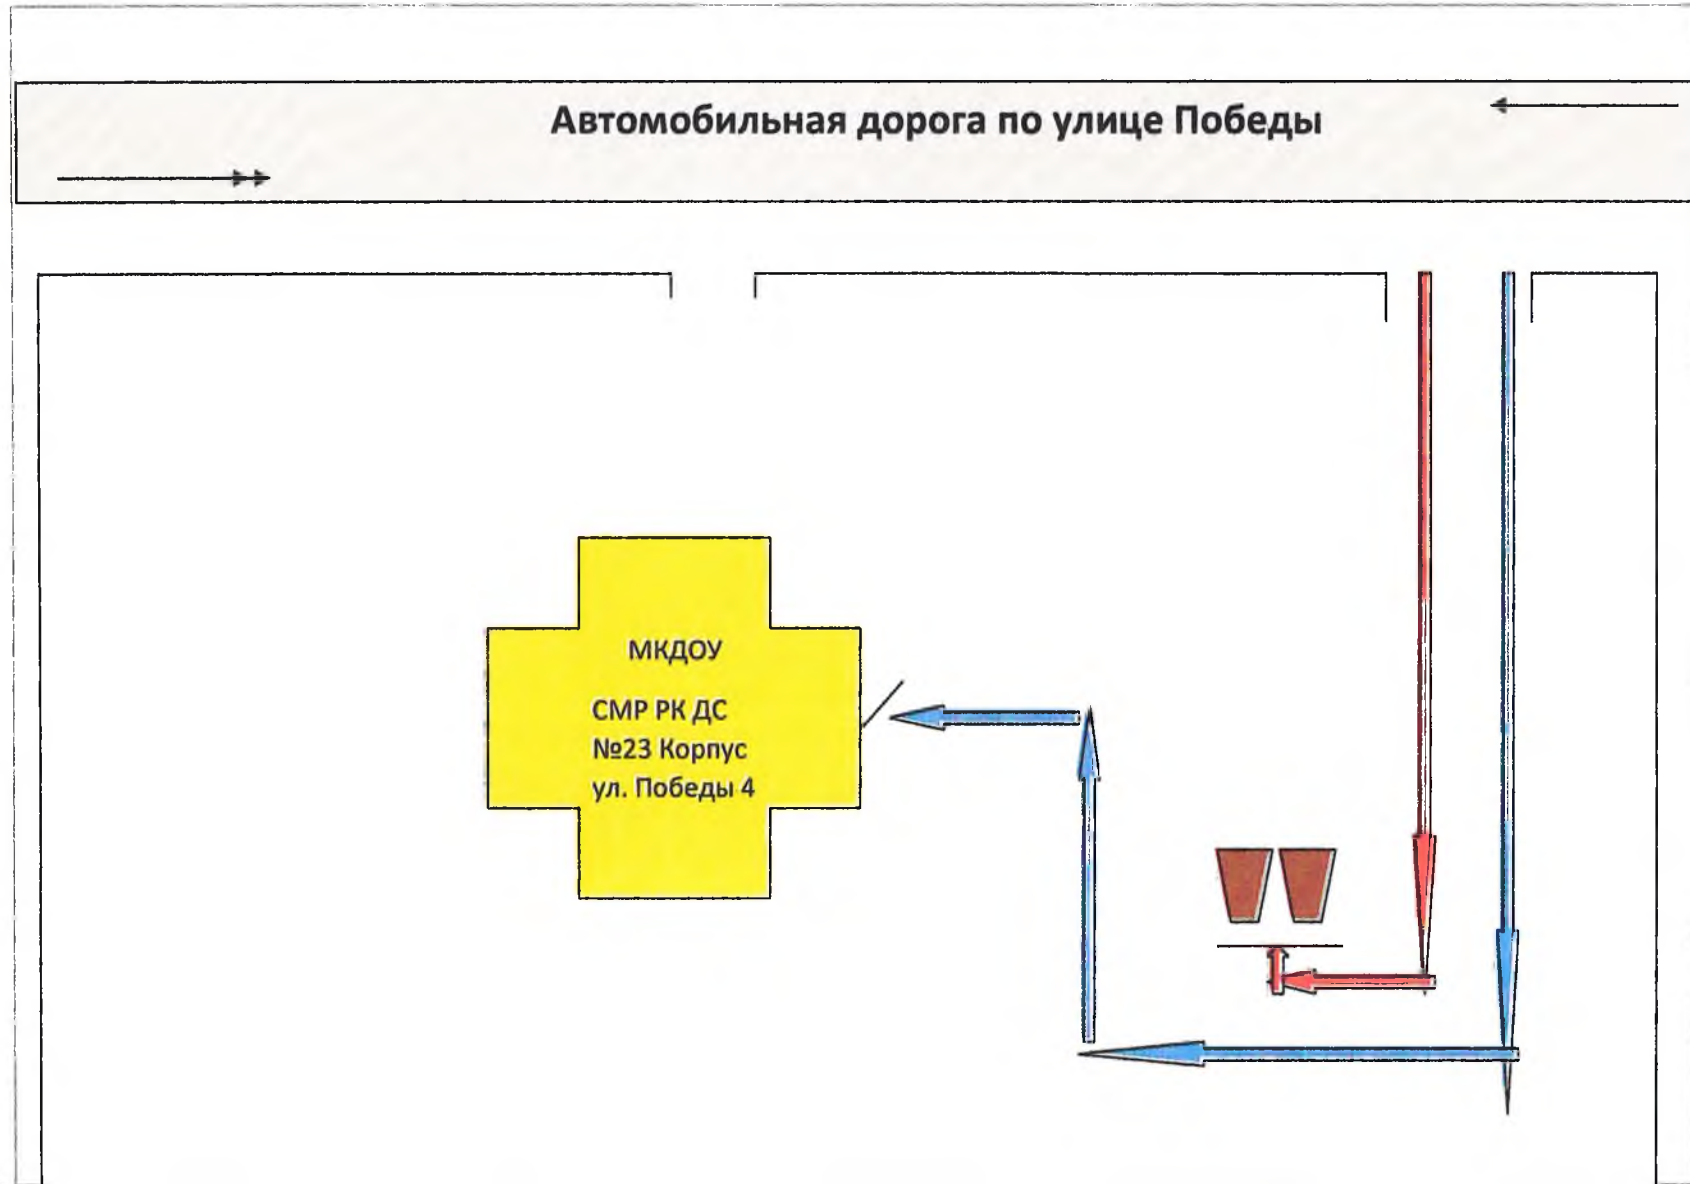 Автомобильная дорога по улице Победы
МКДОУ
СМР РК ДС
№23 Корпус
ул. Победы 4